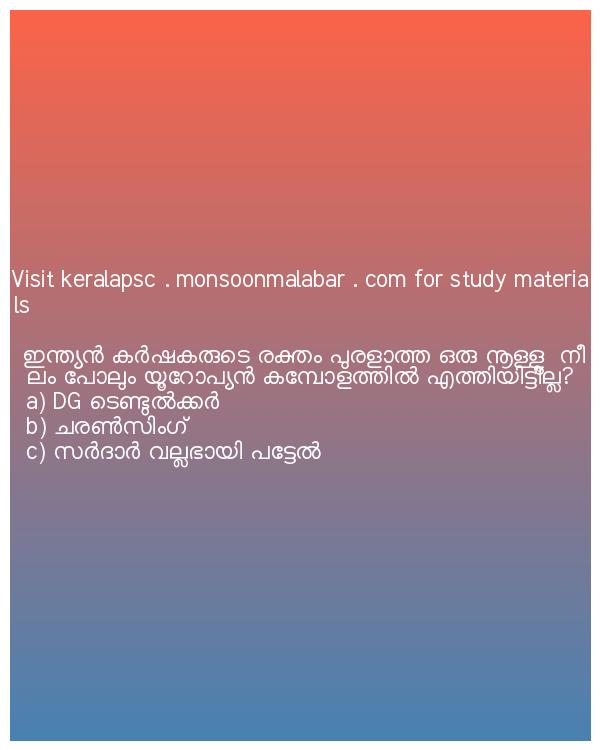 Visit keralapsc . monsoonmalabar . com for study materia
ls
ഇന്ത്യൻ കർഷകരുടെ രക്തം പുരളാത്ത ഒരു നുള്ളു നീ
ലം പോലും യൂറോപ്യൻ കമ്പോളത്തിൽ എത്തിയിട്ടില്ല?
a) DG ടെണ്ടുൽക്കർ
b) ചരൺസിംഗ്
c) സർദാർ വല്ലഭായി പട്ടേൽ